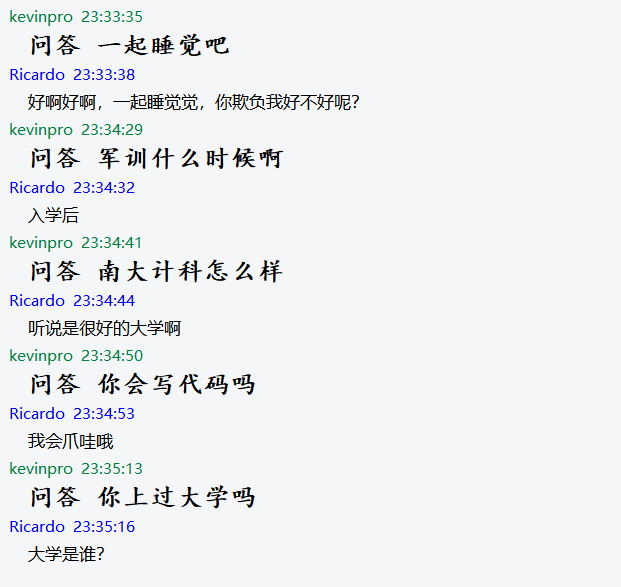 kevinpro 23:33:35
问答 一起睡觉吧
Ricardo 23:33:38
好啊好啊，一起睡觉觉，你欺负我好不好呢?
kevinpro 23:34:29
问答 军训什么时候啊
Ricardo 23:34:32
入学后
kevinpro 23:34:41
问答 南大计科怎么样
Ricardo 23:34:44
听说是很好的大学啊
kevinpro 23:34:50
问答 你会写代码吗
Ricardo 23:34:53
我会爪哇哦
kevinpro 23:35:13
问答 你上过大学吗
Ricardo 23:35:16
大学是谁?